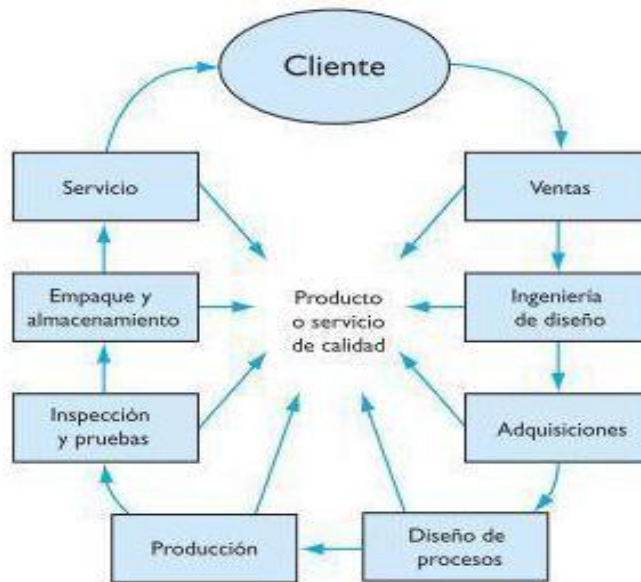 Cliente
Servicio
Ventas
Empaque y
almacenamiento
Producto
o servicio
de calidad
Ingeniería
de diseño
Inspección
y pruebas
Adquisiciones
Producción
Diseño de
procesos